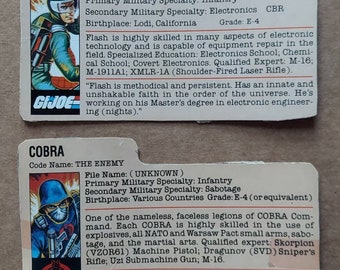 Primary Military Specialty: Infantry
Secondary Military Specialty: Electronics CBR
Birthplace: Lodi, California Grade: E-4
Flash is highly skilled in many aspects of electronic
technology and is capable of equipment repair in the
field. Specialized Education: Electronics School; Chemi-
cal School; Covert Electronics. Qualified Expert: M-16;
M-1911A1; XMLR-1A (Shoulder-Fired Laser Rifle).
GI JOE
"Flash is methodical and persistent. Has an innate and
unshakable faith in the order of the universe. He's
working on his Master's degree in electronic engineer-
ing (nights)."
COBRA
Code Name: THE ENEMY
File Name: (UNKNOWN)
Primary Military Specialty: Infantry
Secondary Military Specialty: Sabotage
Birthplace: Various Countries Grade: E-4 (or equivalent)
One of the nameless, faceless legions of COBRA Com-
mand. Each COBRA is highly skilled in the use of
explosives, all NATO and Warsaw Pact small arms, sabo-
tage, and the martial arts. Qualified expert: Skorpion
(VZOR61) Machine Pistol; Dragunov (SVD) Sniper's
Rifle; Uzi Submachine Gun; M-16.